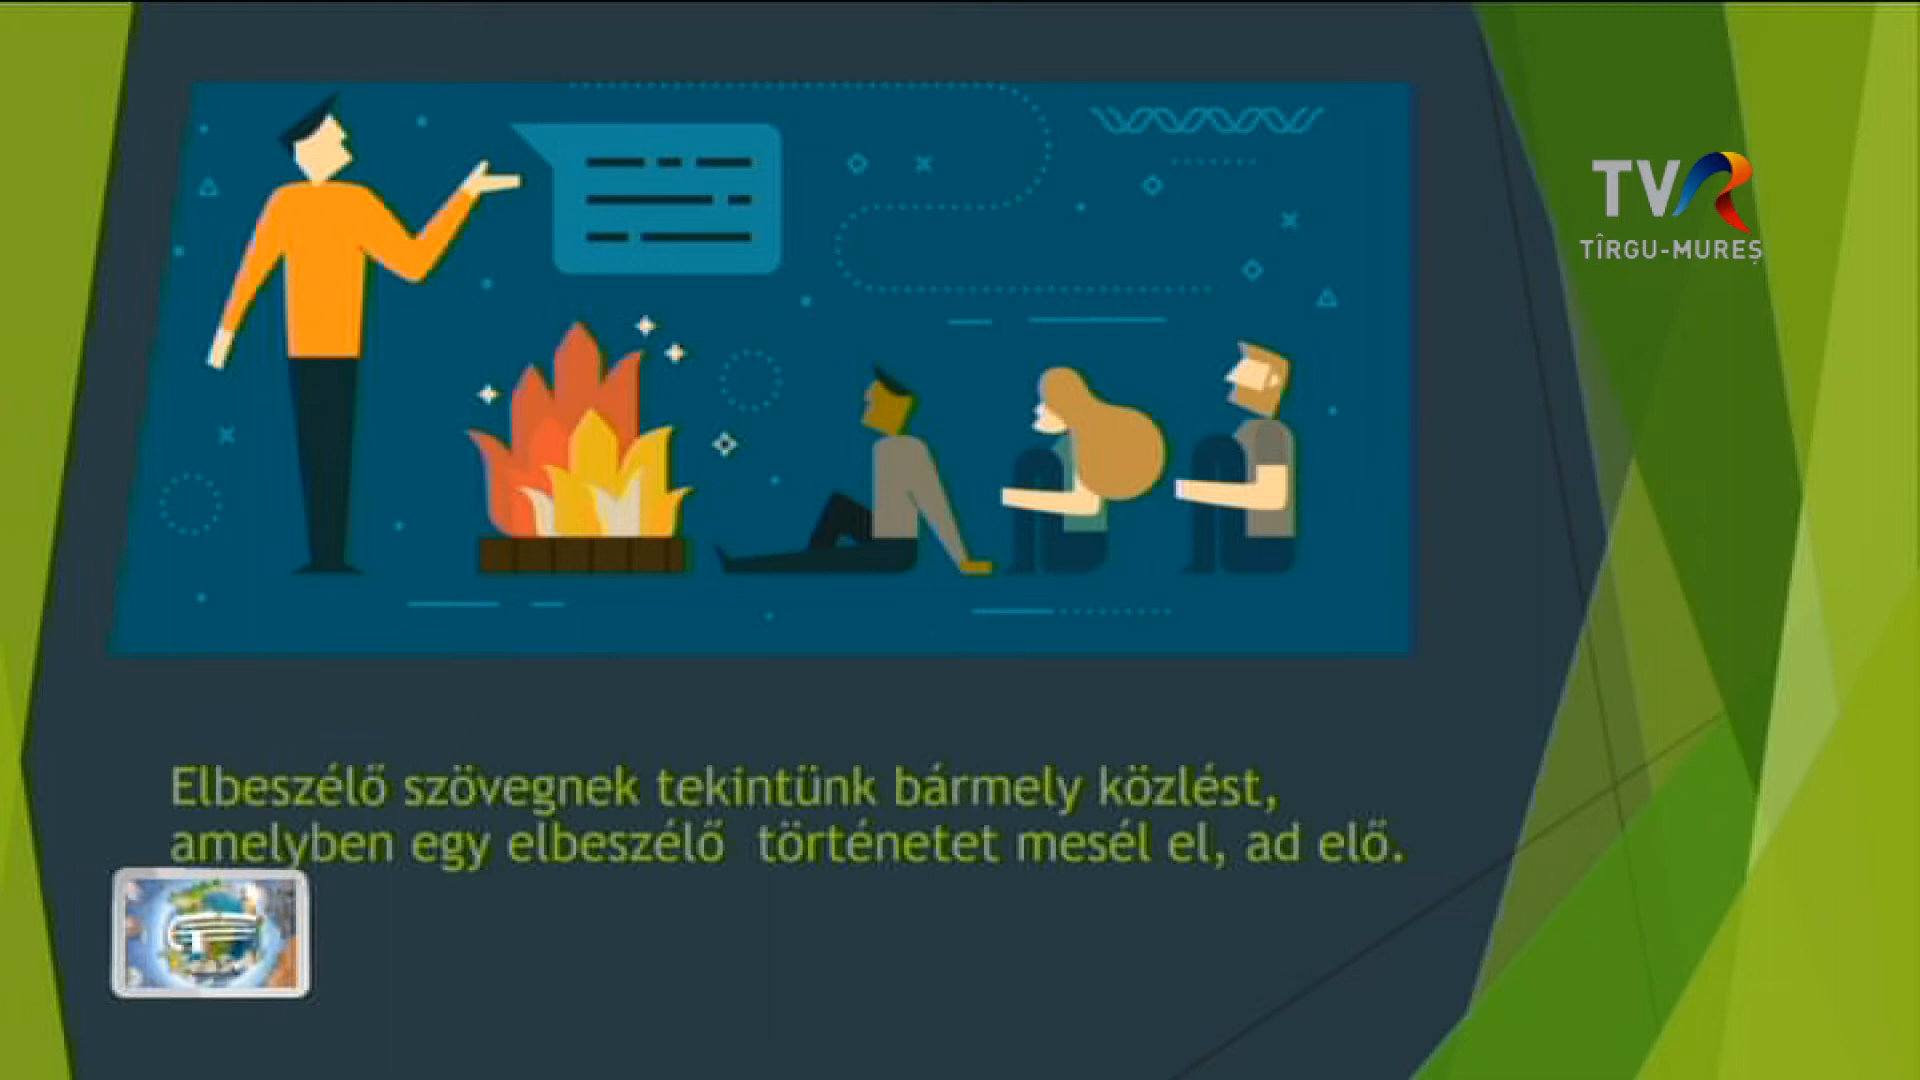 TVR
TÎRGU-MUREȘ
Elbeszélő szövegnek tekintünk bármely közlést,
amelyben egy elbeszélő történetet mesél el, ad elő.